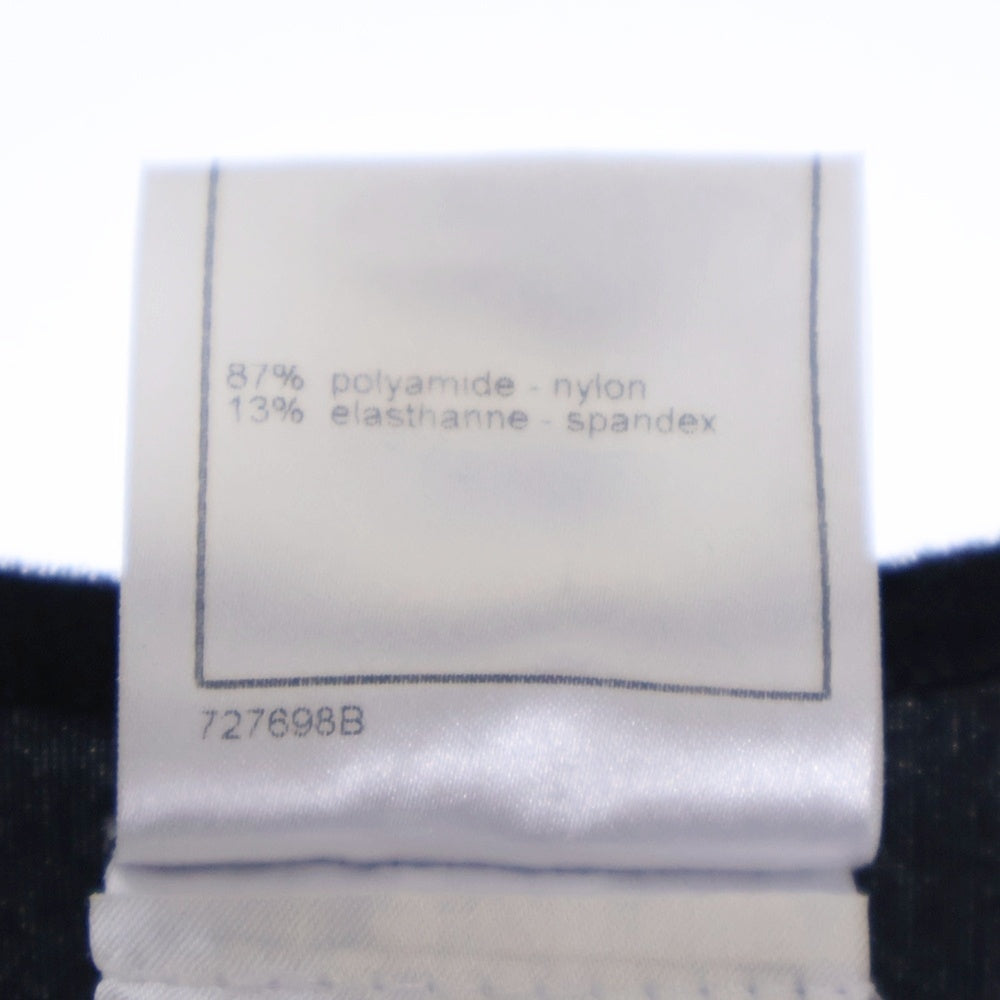 87% polyamide - nylon
13% elasthanne - spandex
727698B